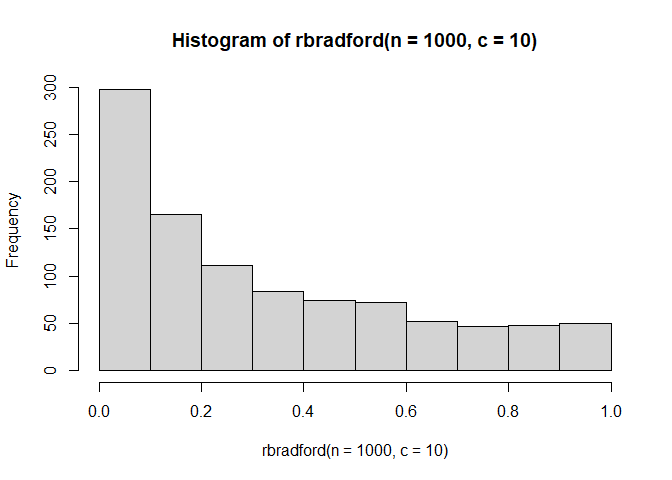 Histogram of rbradford(n = 1000, c = 10)
Frequency
300
250
200
150
100
50
0
0.0 0.2 0.4 0.6 0.8 1.0
rbradford(n = 1000, c = 10)